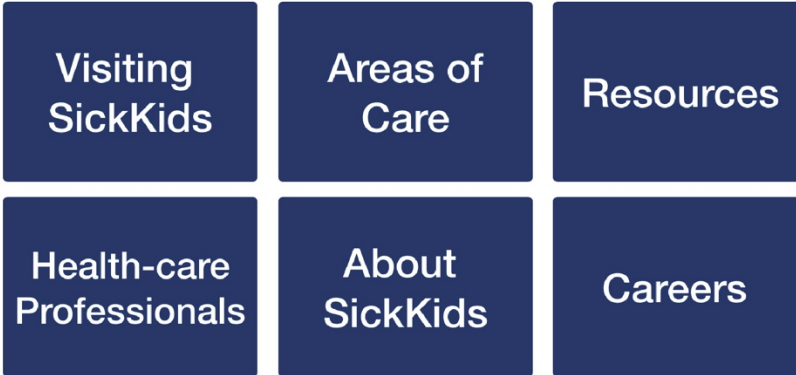 Visiting
SickKids
Areas of
Care
Resources
Health-care
Professionals
About
SickKids
Careers